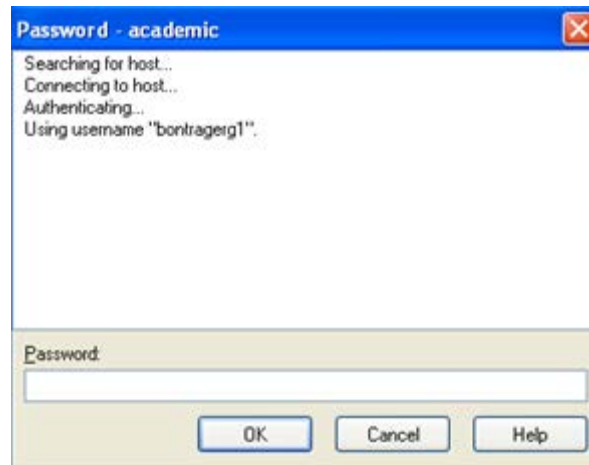 Password - academic
Searching for host...
Connecting to host...
Authenticating...
Using username "bontragerg1".
Password:
OK Cancel Help